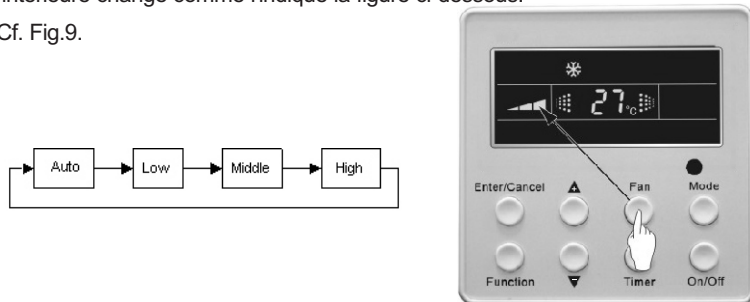 Cf. Fig.9.
Auto Low Middle High
27°C
Enter/Cancel Fan Mode
Function Timer On/Off